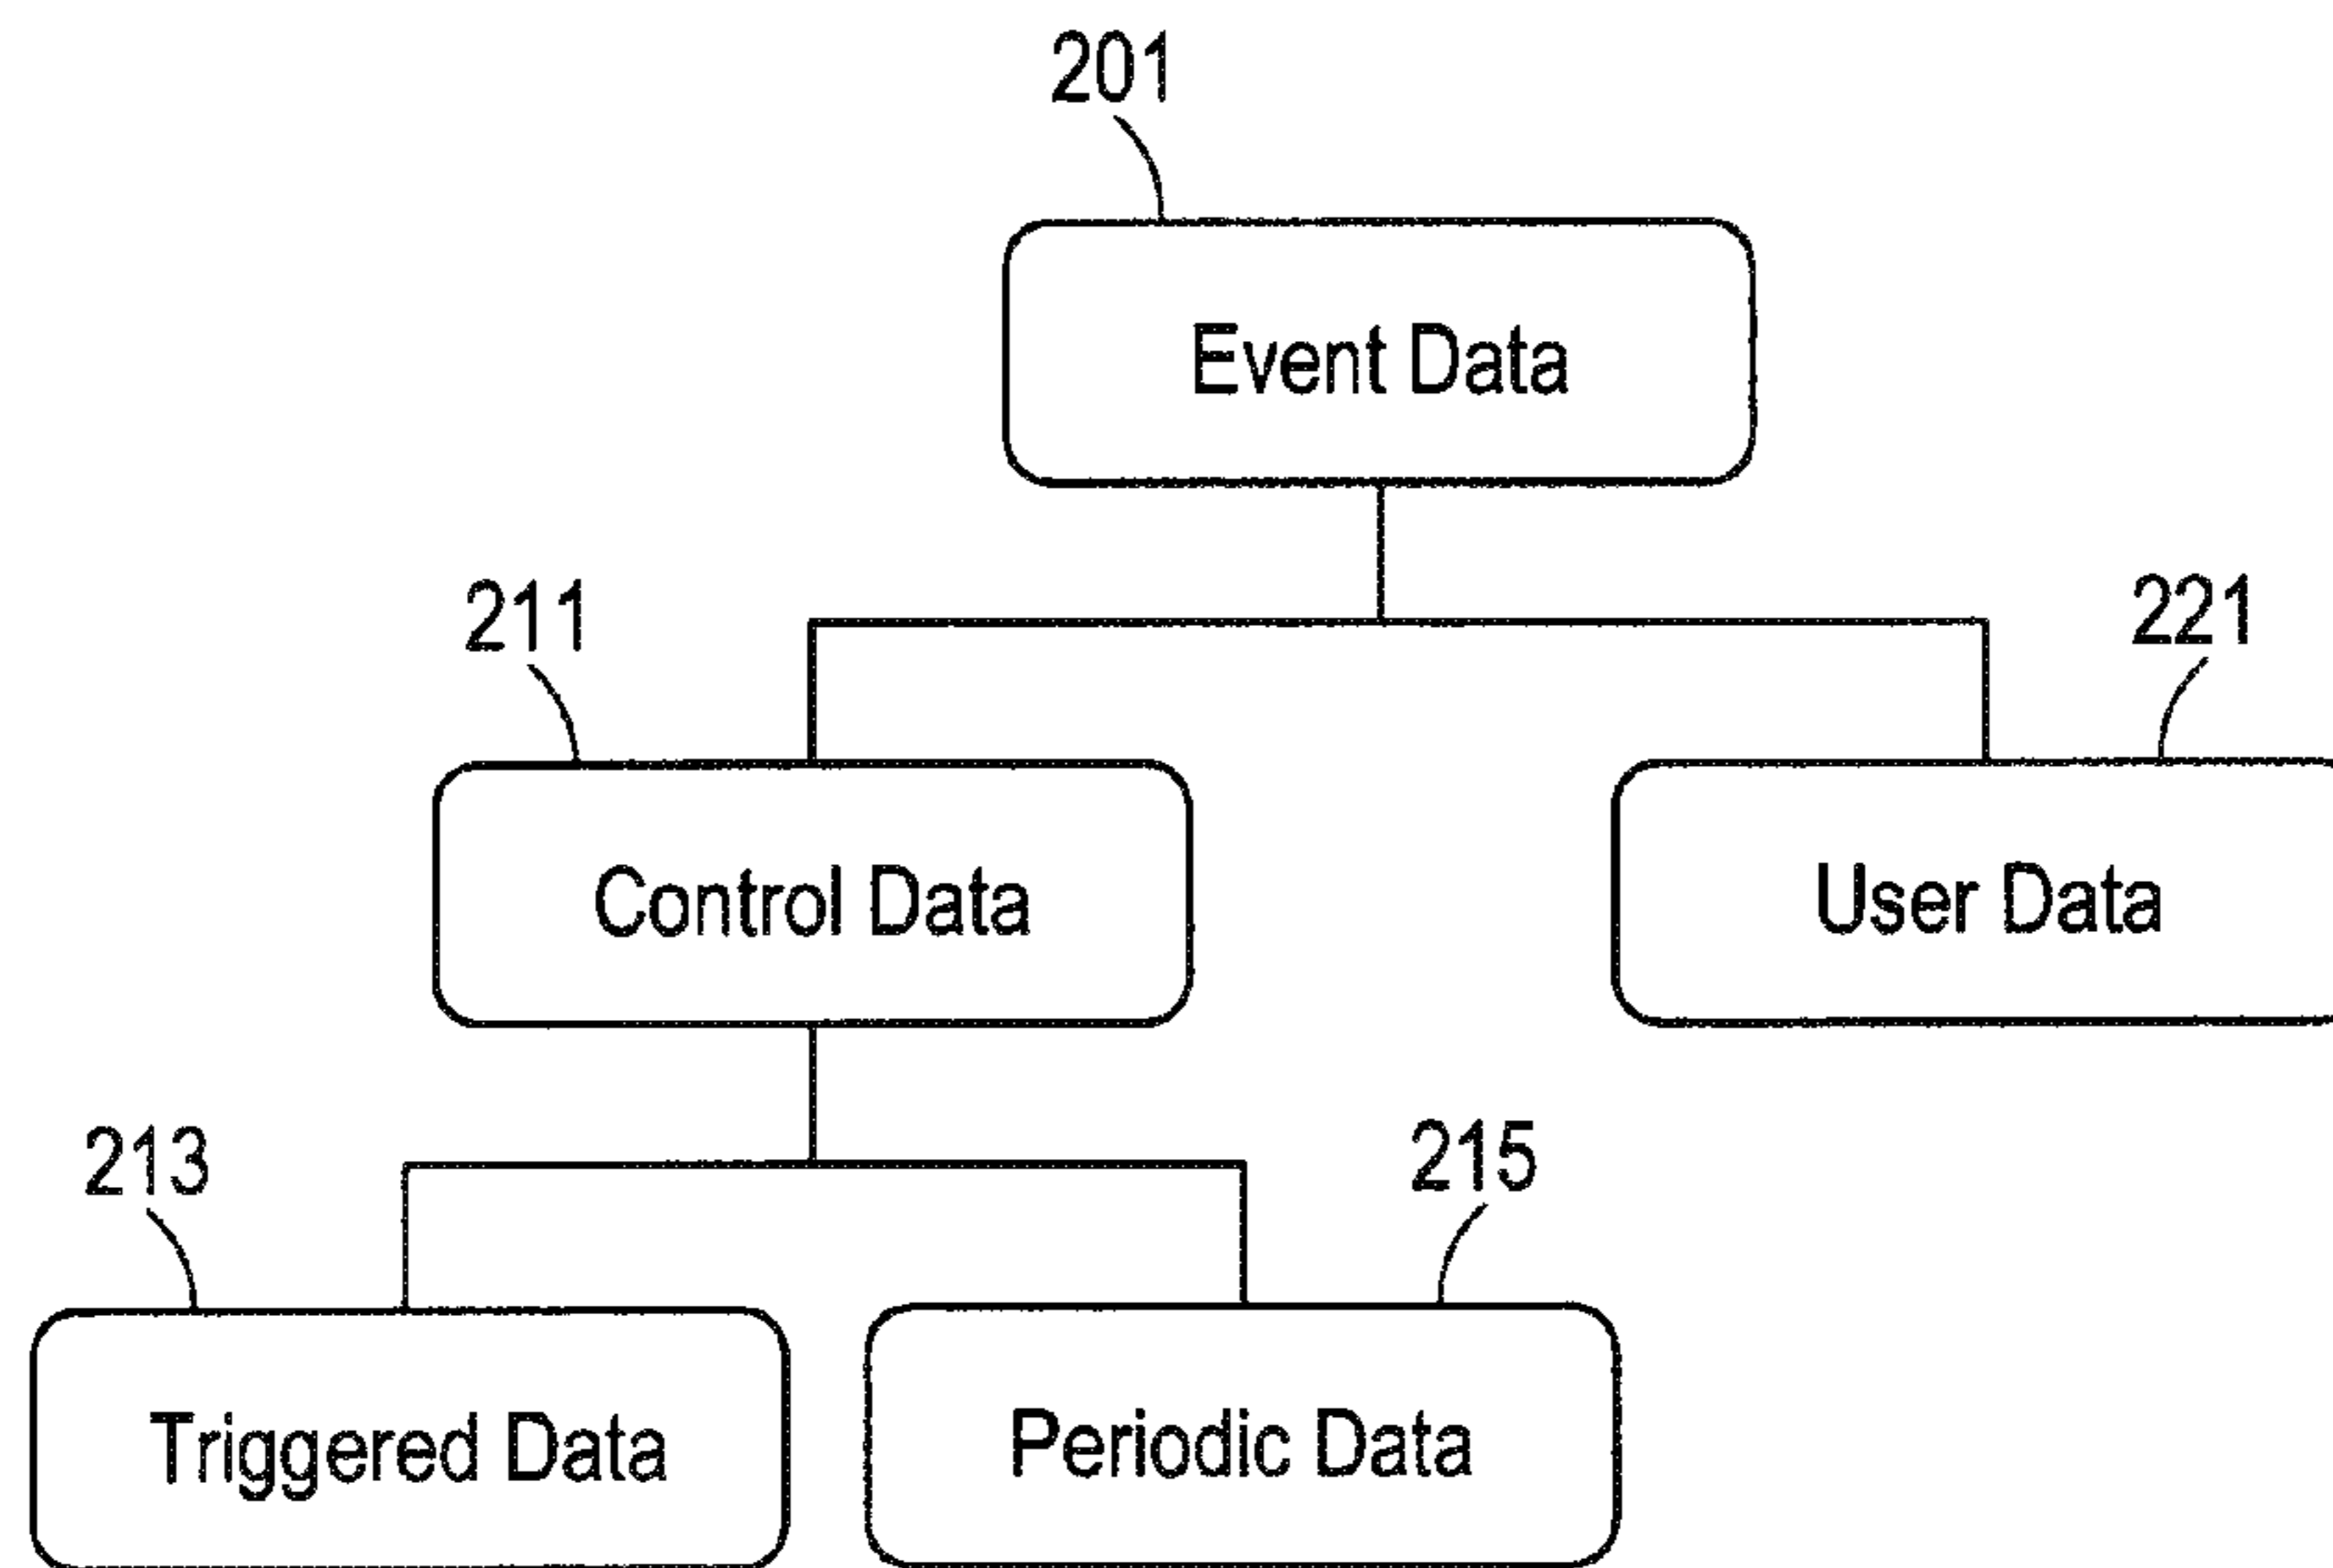 201
Event Data
211
221
Control Data
User Data
213
215
Triggered Data
Periodic Data